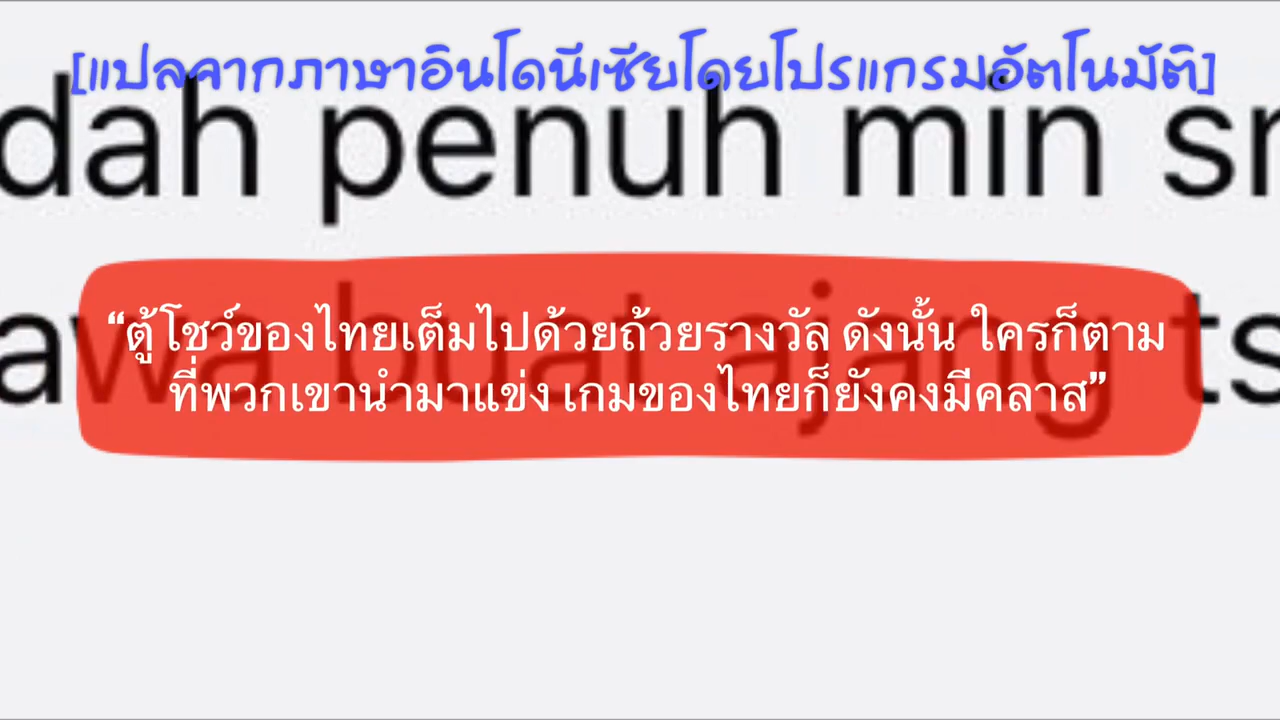 [แปลจากภาษาอินโดนีเซียโดยโปรแกรมอัตโนมัติ]
dah penuh min
“ตู้โชว์ของไทยเต็มไปด้วยถ้วยรางวัล ดังนั้น ใครก็ตาม
ที่พวกเขานำมาแข่ง เกมของไทยก็ยังคงมีคลาส”
awa buat ajang